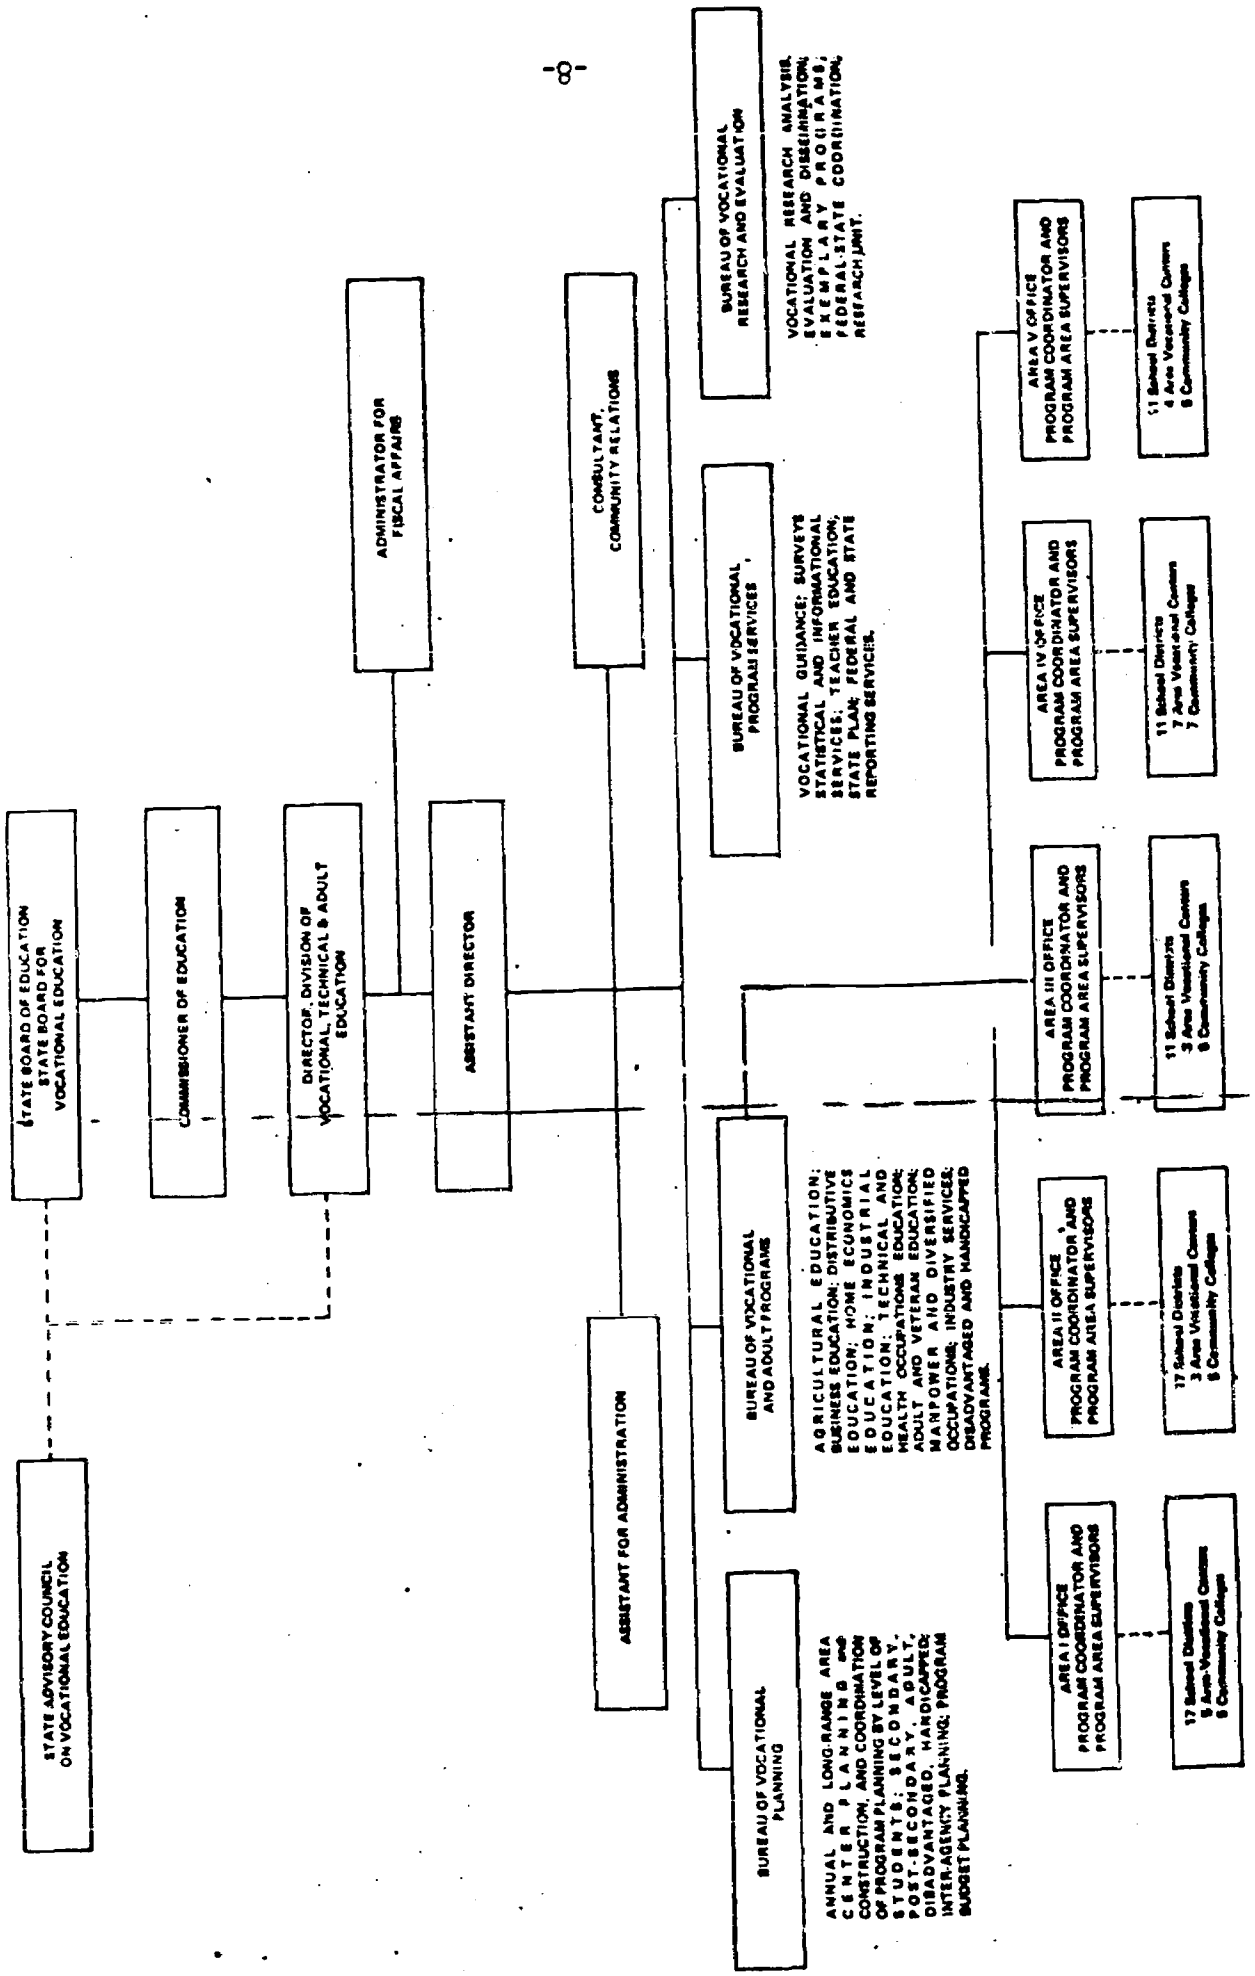 STATE BOARD OF EDUCATION
STATE BOARD FOR
VOCATIONAL EDUCATION
STATE ADVISORY COUNCIL
ON VOCATIONAL EDUCATION
COMMISSIONER OF EDUCATION
DIRECTOR, DIVISION OF
VOCATIONAL, TECHNICAL & ADULT
EDUCATION
ADMINISTRATOR FOR
FISCAL AFFAIRS
ASSISTANT DIRECTOR
ASSISTANT FOR ADMINISTRATION
CONSULTANT,
COMMUNITY RELATIONS
BUREAU OF VOCATIONAL
PLANNING
ANNUAL AND LONG-RANGE AREA
CENTER PLANNING and
CONSTRUCTION, AND COORDINATION
OF PROGRAM PLANNING BY LEVEL OF
STUDENTS; SECONDARY,
POST-SECONDARY, ADULT,
DISADVANTAGED, HANDICAPPED;
INTER-AGENCY PLANNING; PROGRAM
BUDGET PLANNING.
BUREAU OF VOCATIONAL
AND ADULT PROGRAMS
AGRICULTURAL EDUCATION;
BUSINESS EDUCATION; DISTRIBUTIVE
EDUCATION; HOME ECONOMICS
EDUCATION; INDUSTRIAL
EDUCATION; TECHNICAL AND
HEALTH OCCUPATIONS EDUCATION;
ADULT AND VETERAN EDUCATION;
MANPOWER AND DIVERSIFIED
OCCUPATIONS; INDUSTRY SERVICES;
DISADVANTAGED AND HANDICAPPED
PROGRAMS.
BUREAU OF VOCATIONAL
PROGRAM SERVICES
VOCATIONAL GUIDANCE; SURVEYS
STATISTICAL AND INFORMATIONAL
SERVICES; TEACHER EDUCATION;
STATE PLAN; FEDERAL AND STATE
REPORTING SERVICES.
BUREAU OF VOCATIONAL
RESEARCH AND EVALUATION
VOCATIONAL RESEARCH ANALYSIS,
EVALUATION AND DISSEMINATION;
EXEMPLARY PROGRAMS;
FEDERAL-STATE COORDINATION;
RESEARCH UNIT.
AREA I OFFICE
PROGRAM COORDINATOR AND
PROGRAM AREA SUPERVISORS
17 School Districts
5 Area Vocational Centers
5 Community Colleges
AREA II OFFICE
PROGRAM COORDINATOR AND
PROGRAM AREA SUPERVISORS
17 School Districts
3 Area Vocational Centers
5 Community Colleges
AREA III OFFICE
PROGRAM COORDINATOR AND
PROGRAM AREA SUPERVISORS
11 School Districts
3 Area Vocational Centers
Community Colleges
AREA IV OFFICE
PROGRAM COORDINATOR AND
PROGRAM AREA SUPERVISORS
11 School Districts
7 Area Vocational Centers
7 Community Colleges
AREA V OFFICE
PROGRAM COORDINATOR AND
PROGRAM AREA SUPERVISORS
11 School Districts
4 Area Vocational Centers
Community Colleges
-8-